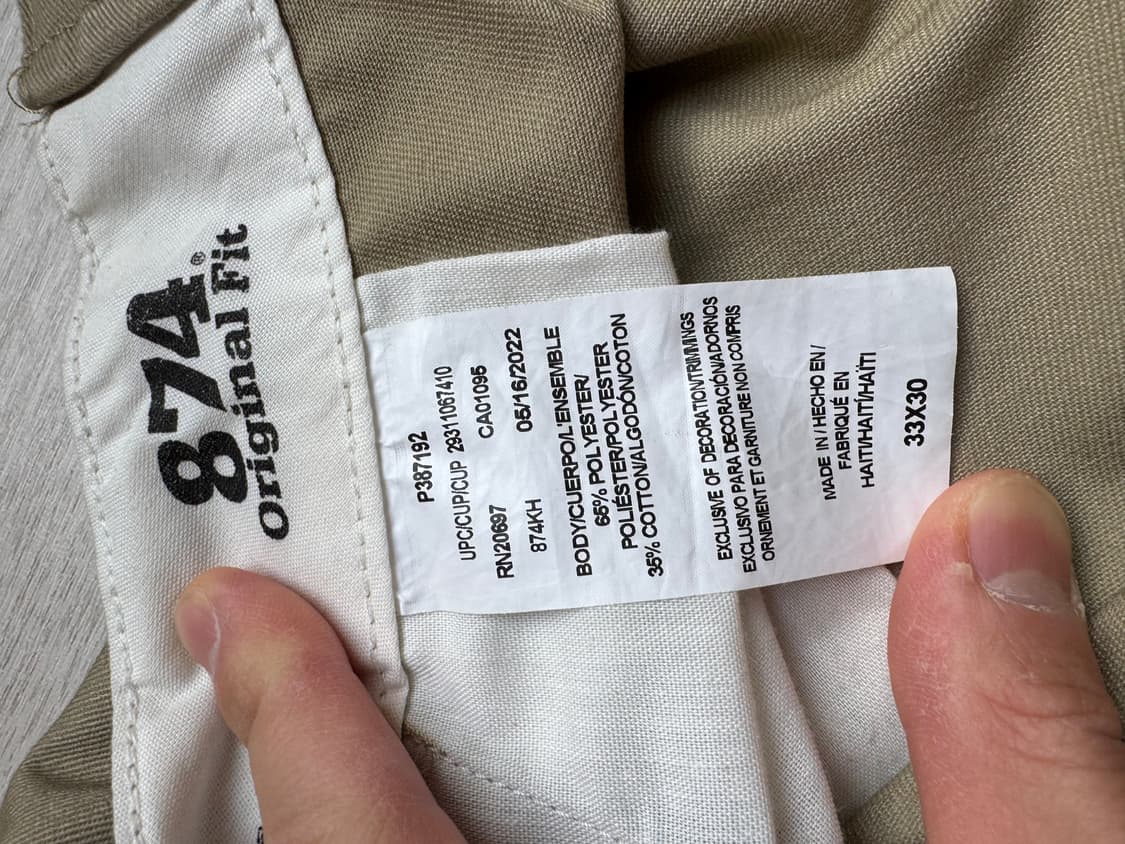 874®
Original Fit
P387192
UPC/CUP/CUP 29311067410
RN20697 CA01095
874KH 05/16/2022
BODY/CUERPO/L'ENSEMBLE
65% POLYESTER/
POLIÉSTER/POLYESTER
35% COTTON/ALGODÓN/COTON
EXCLUSIVE OF DECORATION/TRIMMINGS
EXCLUSIVO PARA DECORACIÓN/ADORNOS
ORNEMENT ET GARNITURE NON COMPRIS
MADE IN / HECHO EN /
FABRIQUÉ EN
HAITI/HAITÍ/HAÏTI
33X30